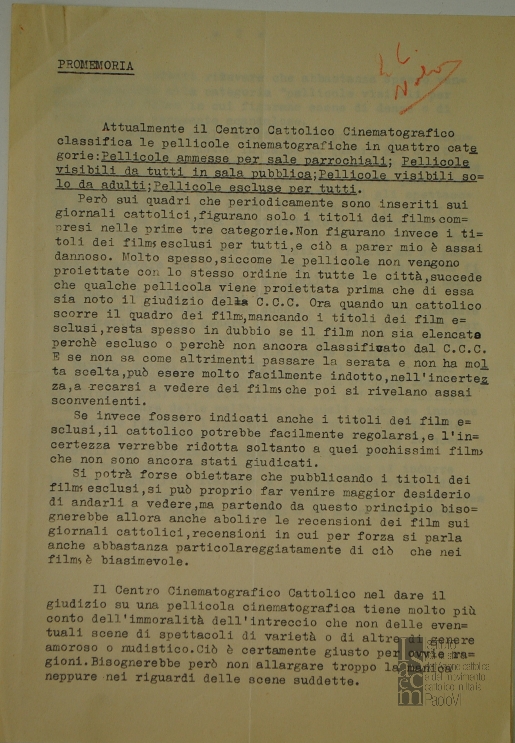 PROMEMORIA
Attualmente il Centro Cattolico Cinematografico
classifica le pellicole cinematografiche in quattro cate
gorie:Pellicole ammesse per sale parrochiali; Pellicole
visibili da tutti in sala pubblica;Pellicole visibili so=
lo da adulti;Pellicole escluse per tutti.
Però sui quadri che periodicamente sono inseriti sui
giornali cattolici,figurano solo i titoli dei films com=
presi nelle prime tre categorie.Non figurano invece i ti=
toli dei films esclusi per tutti,e ciò a parer mio è assai
dannoso. Molto spesso,siccome le pellicole non vengono
proiettate con lo stesso ordine in tutte le città,succede
che qualche pellicola viene proiettata prima che di essa
sia noto il giudizio della C.C.C. Ora quando un cattolico
scorre il quadro dei film,mancando i titoli dei film e=
sclusi,resta spesso in dubbio se il film non sia elencato
perchè escluso o perchè non ancora classificato dal C.C.C.
E se non sa come altrimenti passare la serata e non ha mol
ta scelta,può esere molto facilmente indotto,nell'incertez
za,a recarsi a vedere dei films che poi si rivelano assai
sconvenienti.
Se invece fossero indicati anche i titoli dei film e=
sclusi,il cattolico potrebbe facilmente regolarsi,e l'in=
certezza verrebbe ridotta soltanto a quei pochissimi films
che non sono ancora stati giudicati.
Si potrà forse obiettare che pubblicando i titoli dei
films esclusi,si può proprio far venire maggior desiderio
di andarli a vedere,ma partendo da questo principio biso=
gnerebbe allora anche abolire le recensioni dei film sui
giornali cattolici,recensioni in cui per forza si parla
anche abbastanza particolareggiatamente di ciò che nei
films è biasimevole.
Il Centro Cinematografico Cattolico nel dare il
giudizio su una pellicola cinematografica tiene molto più
conto dell'immoralità dell'intreccio che non delle even=
tuali scene di spettacoli di varietà o di altre di genere
amoroso o nudistico.Ciò è certamente giusto per ovvie ra=
gioni.Bisognerebbe però non allargare troppo la manica
neppure nei riguardi delle scene suddette.
Paolo VI